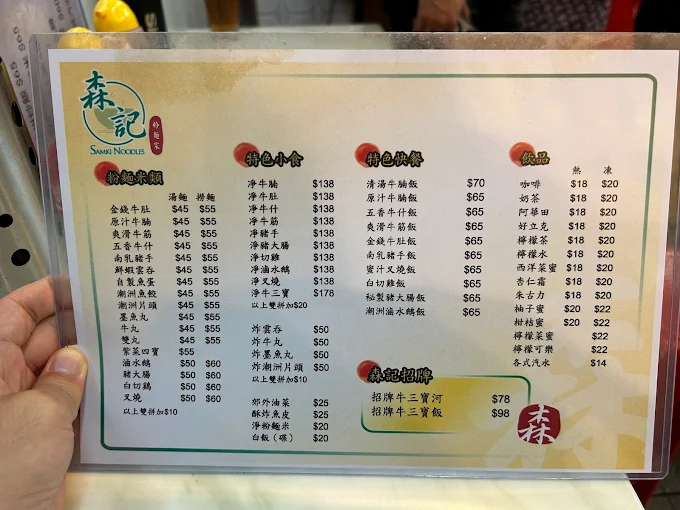 森記
粉麵家
SAMKI NOODLES
粉麵米類
湯麵 撈麵
金錢牛肚 $45 $55
原汁牛腩 $45 $55
爽滑牛筋 $45 $55
五香牛什 $45 $55
南乳豬手 $45 $55
鮮蝦雲吞 $45 $55
自製魚蛋 $45 $55
潮洲魚餃 $45 $55
潮洲片頭 $45 $55
墨魚丸 $45 $55
牛丸 $45 $55
雙丸 $45 $55
紫菜四寶 $55
滷水鵝 $50 $60
豬大腸 $50 $60
白切鷄 $50 $60
叉燒 $50 $60
以上雙拼加$10
特色小食
凈牛腩 $138
凈牛肚 $138
凈牛什 $138
凈牛筋 $138
凈豬手 $138
淨豬大腸 $138
淨切雞 $138
凈滷水鵝 $138
淨叉燒 $138
淨牛三寶 $178
以上雙拼加$20
炸雲吞 $50
炸牛丸 $50
炸墨魚丸 $50
炸潮洲片頭 $50
以上雙拼加$10
郊外油菜 $25
酥炸魚皮 $25
淨粉麵米 $20
白飯（碟） $20
特色快餐
清湯牛腩飯 $70
原汁牛腩飯 $65
五香牛什飯 $65
爽滑牛筋飯 $65
金錢牛肚飯 $65
南乳豬手飯 $65
蜜汁叉燒飯 $65
白切雞飯 $65
秘製豬大腸飯 $65
潮洲滷水鵝飯 $65
森記招牌
招牌牛三寶河 $78
招牌牛三寶飯 $98
森
飲品
熱 凍
咖啡 $18 $20
奶茶 $18 $20
阿華田 $18 $20
好立克 $18 $20
檸檬茶 $18 $20
檸檬水 $18 $20
西洋菜蜜 $18 $20
杏仁霜 $18 $20
朱古力 $18 $20
柚子蜜 $20 $22
柑桔蜜 $20 $22
檸檬菜蜜 $22
檸檬可樂 $22
各式汽水 $14